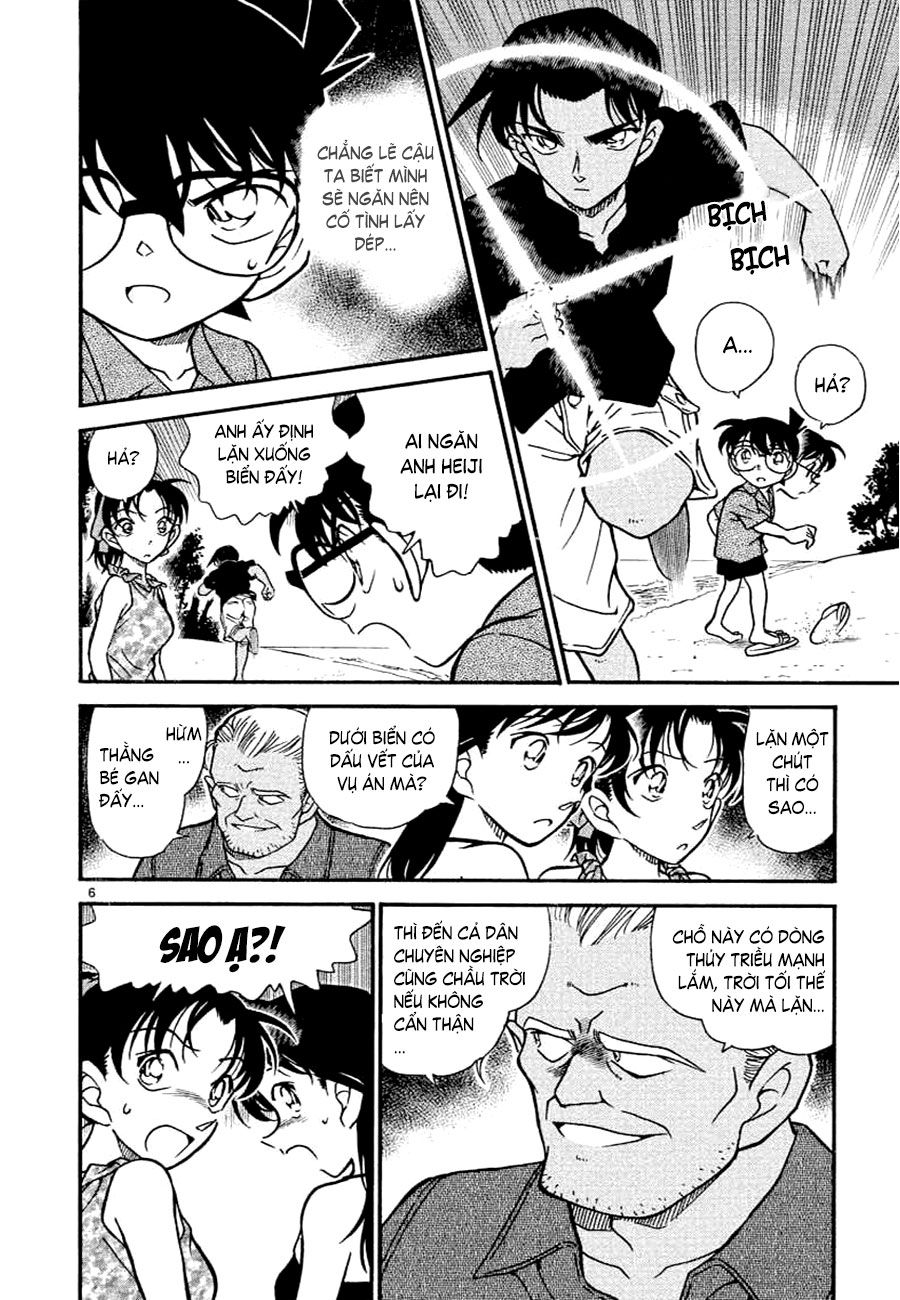 BỊCH
BỊCH
HẢ?
A...
CHẲNG LẼ CẬU
TA BIẾT MÌNH
SẼ NGĂN NÊN
CỐ TÌNH LẤY
DÉP...
AI NGĂN
ANH HEIJI
LẠI ĐI!
ANH ẤY ĐỊNH
LẶN XUỐNG
BIỂN ĐẤY!
HẢ?
LẶN MỘT
CHÚT
THÌ CÓ
SAO...
DƯỚI BIỂN CÓ
DẤU VẾT CỦA
VỤ ÁN MÀ?
HỪM
...
THẰNG
BÉ GAN
ĐẤY...
6
CHỔ NÀY CÓ DÒNG
THỦY TRIỀU MẠNH
LẮM, TRỜI TỐI THẾ
NÀY MÀ LẶN...
THÌ ĐẾN CẢ DÂN
CHUYÊN NGHIỆP
CŨNG CHẦU TRỜI
NẾU KHÔNG
CẨN THẬN
...
SAO Ạ?!